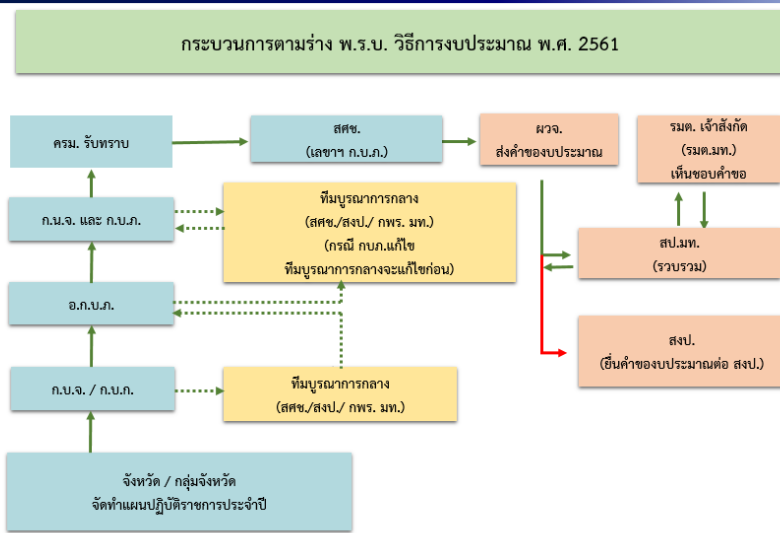 กระบวนการตามร่าง พ.ร.บ. วิธีการงบประมาณ พ.ศ. 2561
ครม. รับทราบ
สศช.
(เลขาฯ ก.บ.ภ.)
ผวจ.
ส่งคำของบประมาณ
รมต. เจ้าสังกัด
(รมต.มท.)
เห็นชอบคำขอ
ก.น.จ. และ ก.บ.ภ.
ทีมบูรณาการกลาง
(สศช./สงป./ กพร. มท.)
(กรณี กบภ.แก้ไข
ทีมบูรณาการกลางจะแก้ไขก่อน)
สป.มท.
(รวบรวม)
อ.ก.บ.ภ.
สงป.
(ยื่นคำของบประมาณต่อ สงป.)
ก.บ.จ. / ก.บ.ก.
ทีมบูรณาการกลาง
(สศช./สงป./ กพร. มท.)
จังหวัด / กลุ่มจังหวัด
จัดทำแผนปฏิบัติราชการประจำปี